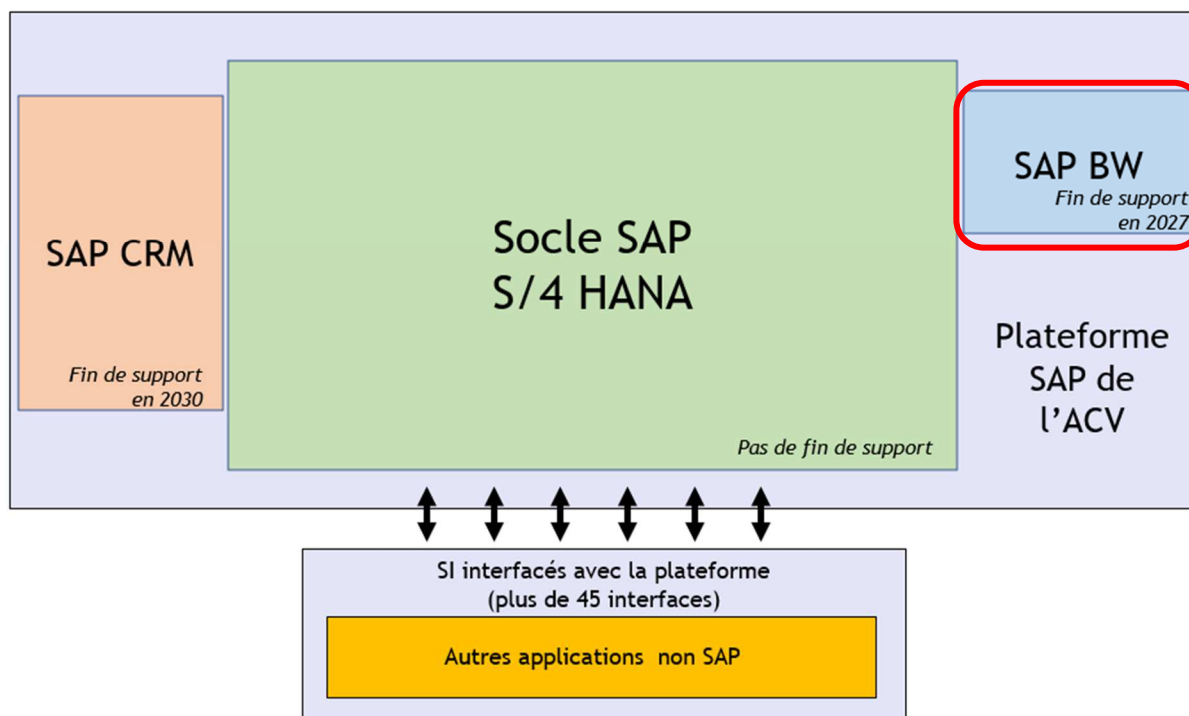 SAP CRM
Fin de support
en 2030
Socle SAP
S/4 HANA
Pas de fin de support
SAP BW
Fin de support
en 2027
Plateforme
SAP de
l'ACV
SI interfacés avec la plateforme
(plus de 45 interfaces)
Autres applications non SAP